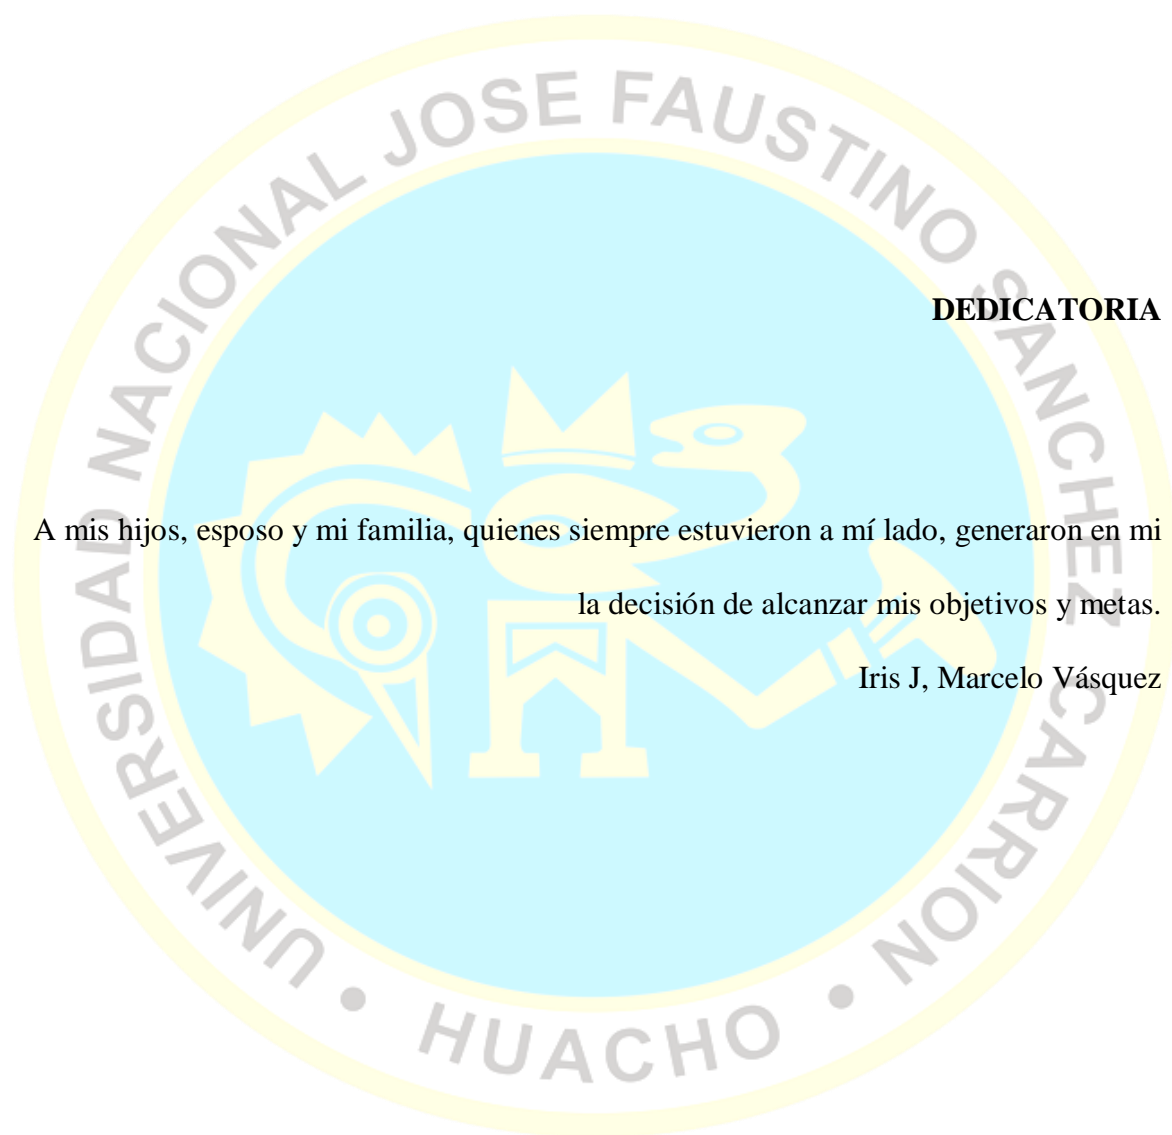 UNIVERSIDAD NACIONAL JOSE FAUSTINO SANCHEZ CARRION
• HUACHO •
DEDICATORIA
A mis hijos, esposo y mi familia, quienes siempre estuvieron a mí lado, generaron en mi
la decisión de alcanzar mis objetivos y metas.
Iris J, Marcelo Vásquez